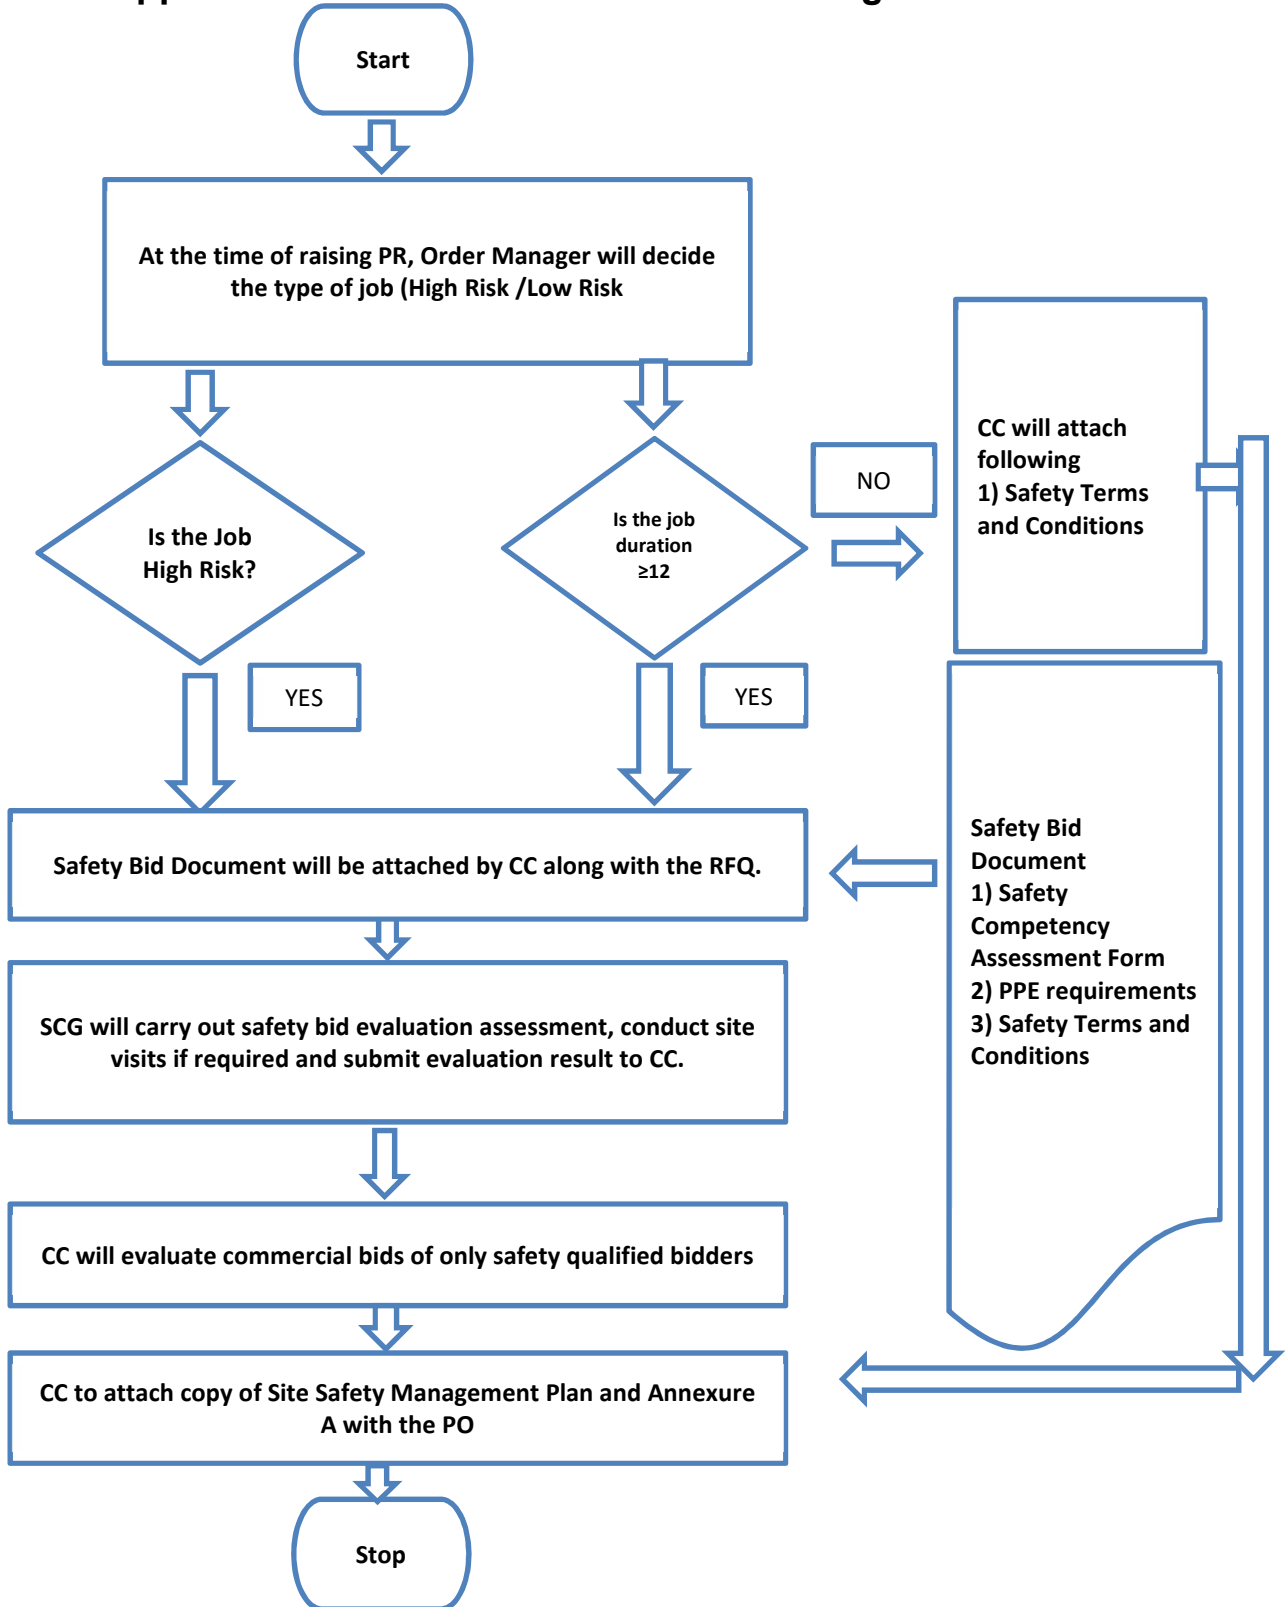 Start
At the time of raising PR, Order Manager will decide
the type of job (High Risk /Low Risk
Is the Job
High Risk?
YES
Is the job
duration
≥12
YES
NO
CC will attach
following
1) Safety Terms
and Conditions
Safety Bid Document will be attached by CC along with the RFQ.
Safety Bid
Document
1) Safety
Competency
Assessment Form
2) PPE requirements
3) Safety Terms and
Conditions
SCG will carry out safety bid evaluation assessment, conduct site
visits if required and submit evaluation result to CC.
CC will evaluate commercial bids of only safety qualified bidders
CC to attach copy of Site Safety Management Plan and Annexure
A with the PO
Stop